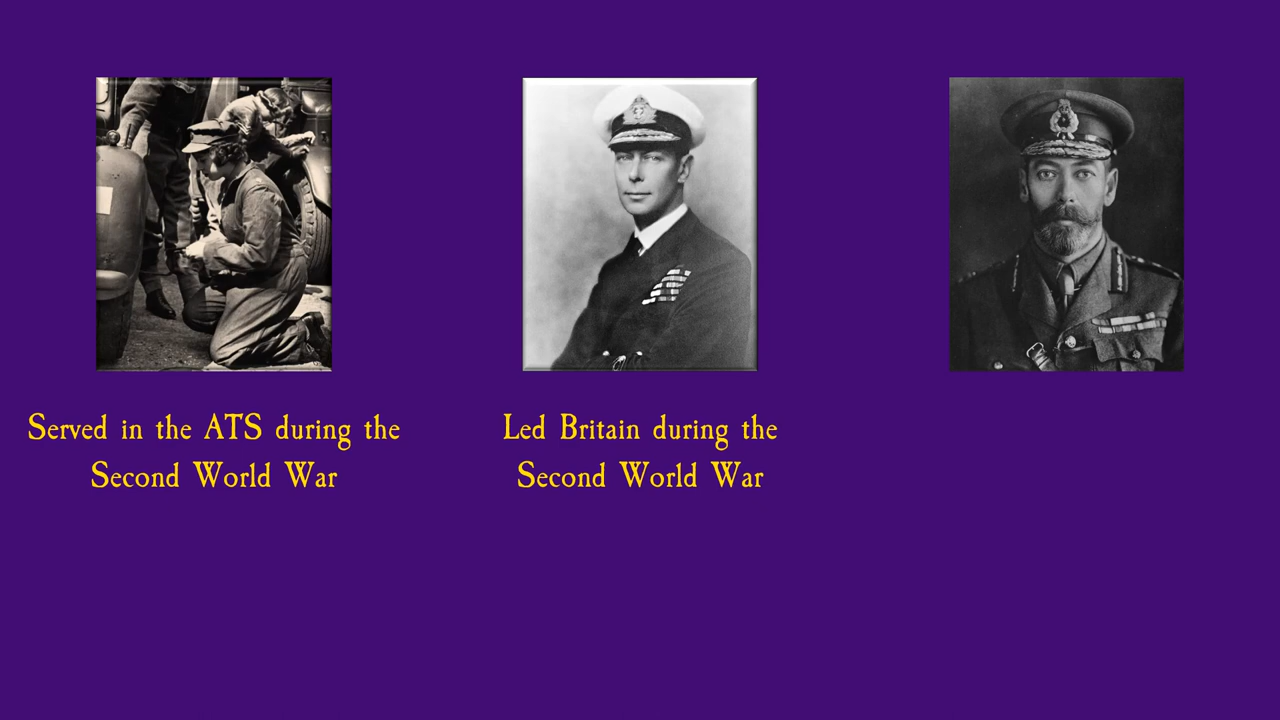 Served in the ATS during the
Second World War
Led Britain during the
Second World War